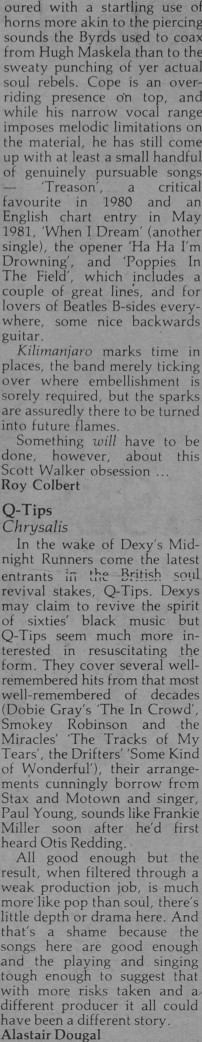 oured with a startling use of
horns more akin to the piercing
sounds the Byrds used to coax
from Hugh Maskela than to the
sweaty punching of yer actual
soul rebels. Cope is an over-
riding presence on top, and
while his narrow vocal range
imposes melodic limitations on
the material, he has still come
up with at least a small handful
of genuinely pursuable songs
— 'Treason', a critical
favourite in 1980 and an
English chart entry in May
1981, 'When I Dream' (another
single), the opener 'Ha Ha I'm
Drowning', and 'Poppies In
The Field', which includes a
couple of great lines, and for
lovers of Beatles B-sides every-
where, some nice backwards
guitar.
Kilimanjaro marks time in
places, the band merely ticking
over where embellishment is
sorely required, but the sparks
are assuredly there to be turned
into future flames.
Something will have to be
done, however, about this
Scott Walker obsession ...
Roy Colbert
Q-Tips
Chrysalis
In the wake of Dexy's Mid-
night Runners come the latest
entrants in the British soul
revival stakes, Q-Tips. Dexys
may claim to revive the spirit
of sixties' black music but
Q-Tips seem much more in-
terested in resuscitating the
form. They cover several well-
remembered hits from that most
well-remembered of decades
(Dobie Gray's 'The In Crowd',
Smokey Robinson and the
Miracles' 'The Tracks of My
Tears', the Drifters' 'Some Kind
of Wonderful'), their arrange-
ments cunningly borrow from
Stax and Motown and singer,
Paul Young, sounds like Frankie
Miller soon after he'd first
heard Otis Redding.
All good enough but the
result, when filtered through a
weak production job, is much
more like pop than soul, there's
little depth or drama here. And
that's a shame because the
songs here are good enough
and the playing and singing
tough enough to suggest that
with more risks taken and a
different producer it all could
have been a different story.
Alastair Dougal